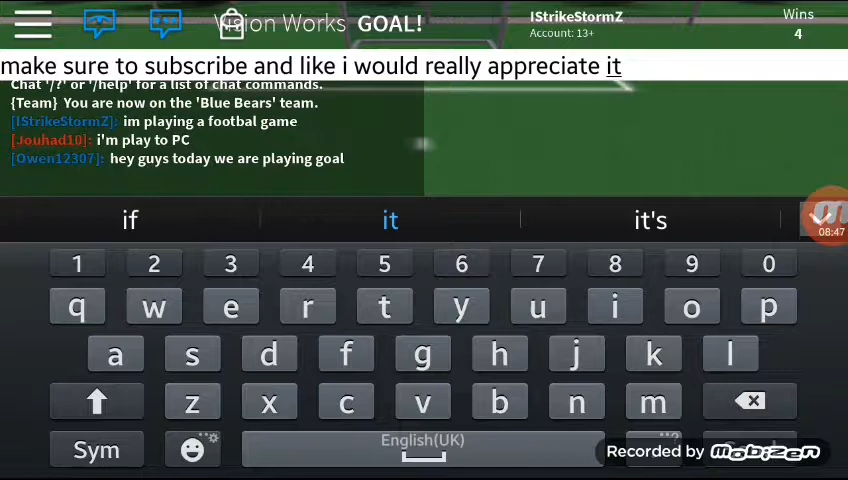 Vision Works GOAL!
IStrikeStormZ
Account: 13+
Wins
4
make sure to subscribe and like i would really appreciate it
Chat '/?' or '/help' for a list of chat commands.
{Team} You are now on the 'Blue Bears' team.
[IStrikeStormZ]: im playing a footbal game
[Jouhad10]: i'm play to PC
[Owen12307]: hey guys today we are playing goal
if it it's
08:47
1 2 3 4 5 6 7 8 9 0
q w e r t y u i o p
a s d f g h j k l
z x c v b n m
Sym English(UK)
Recorded by mobizen